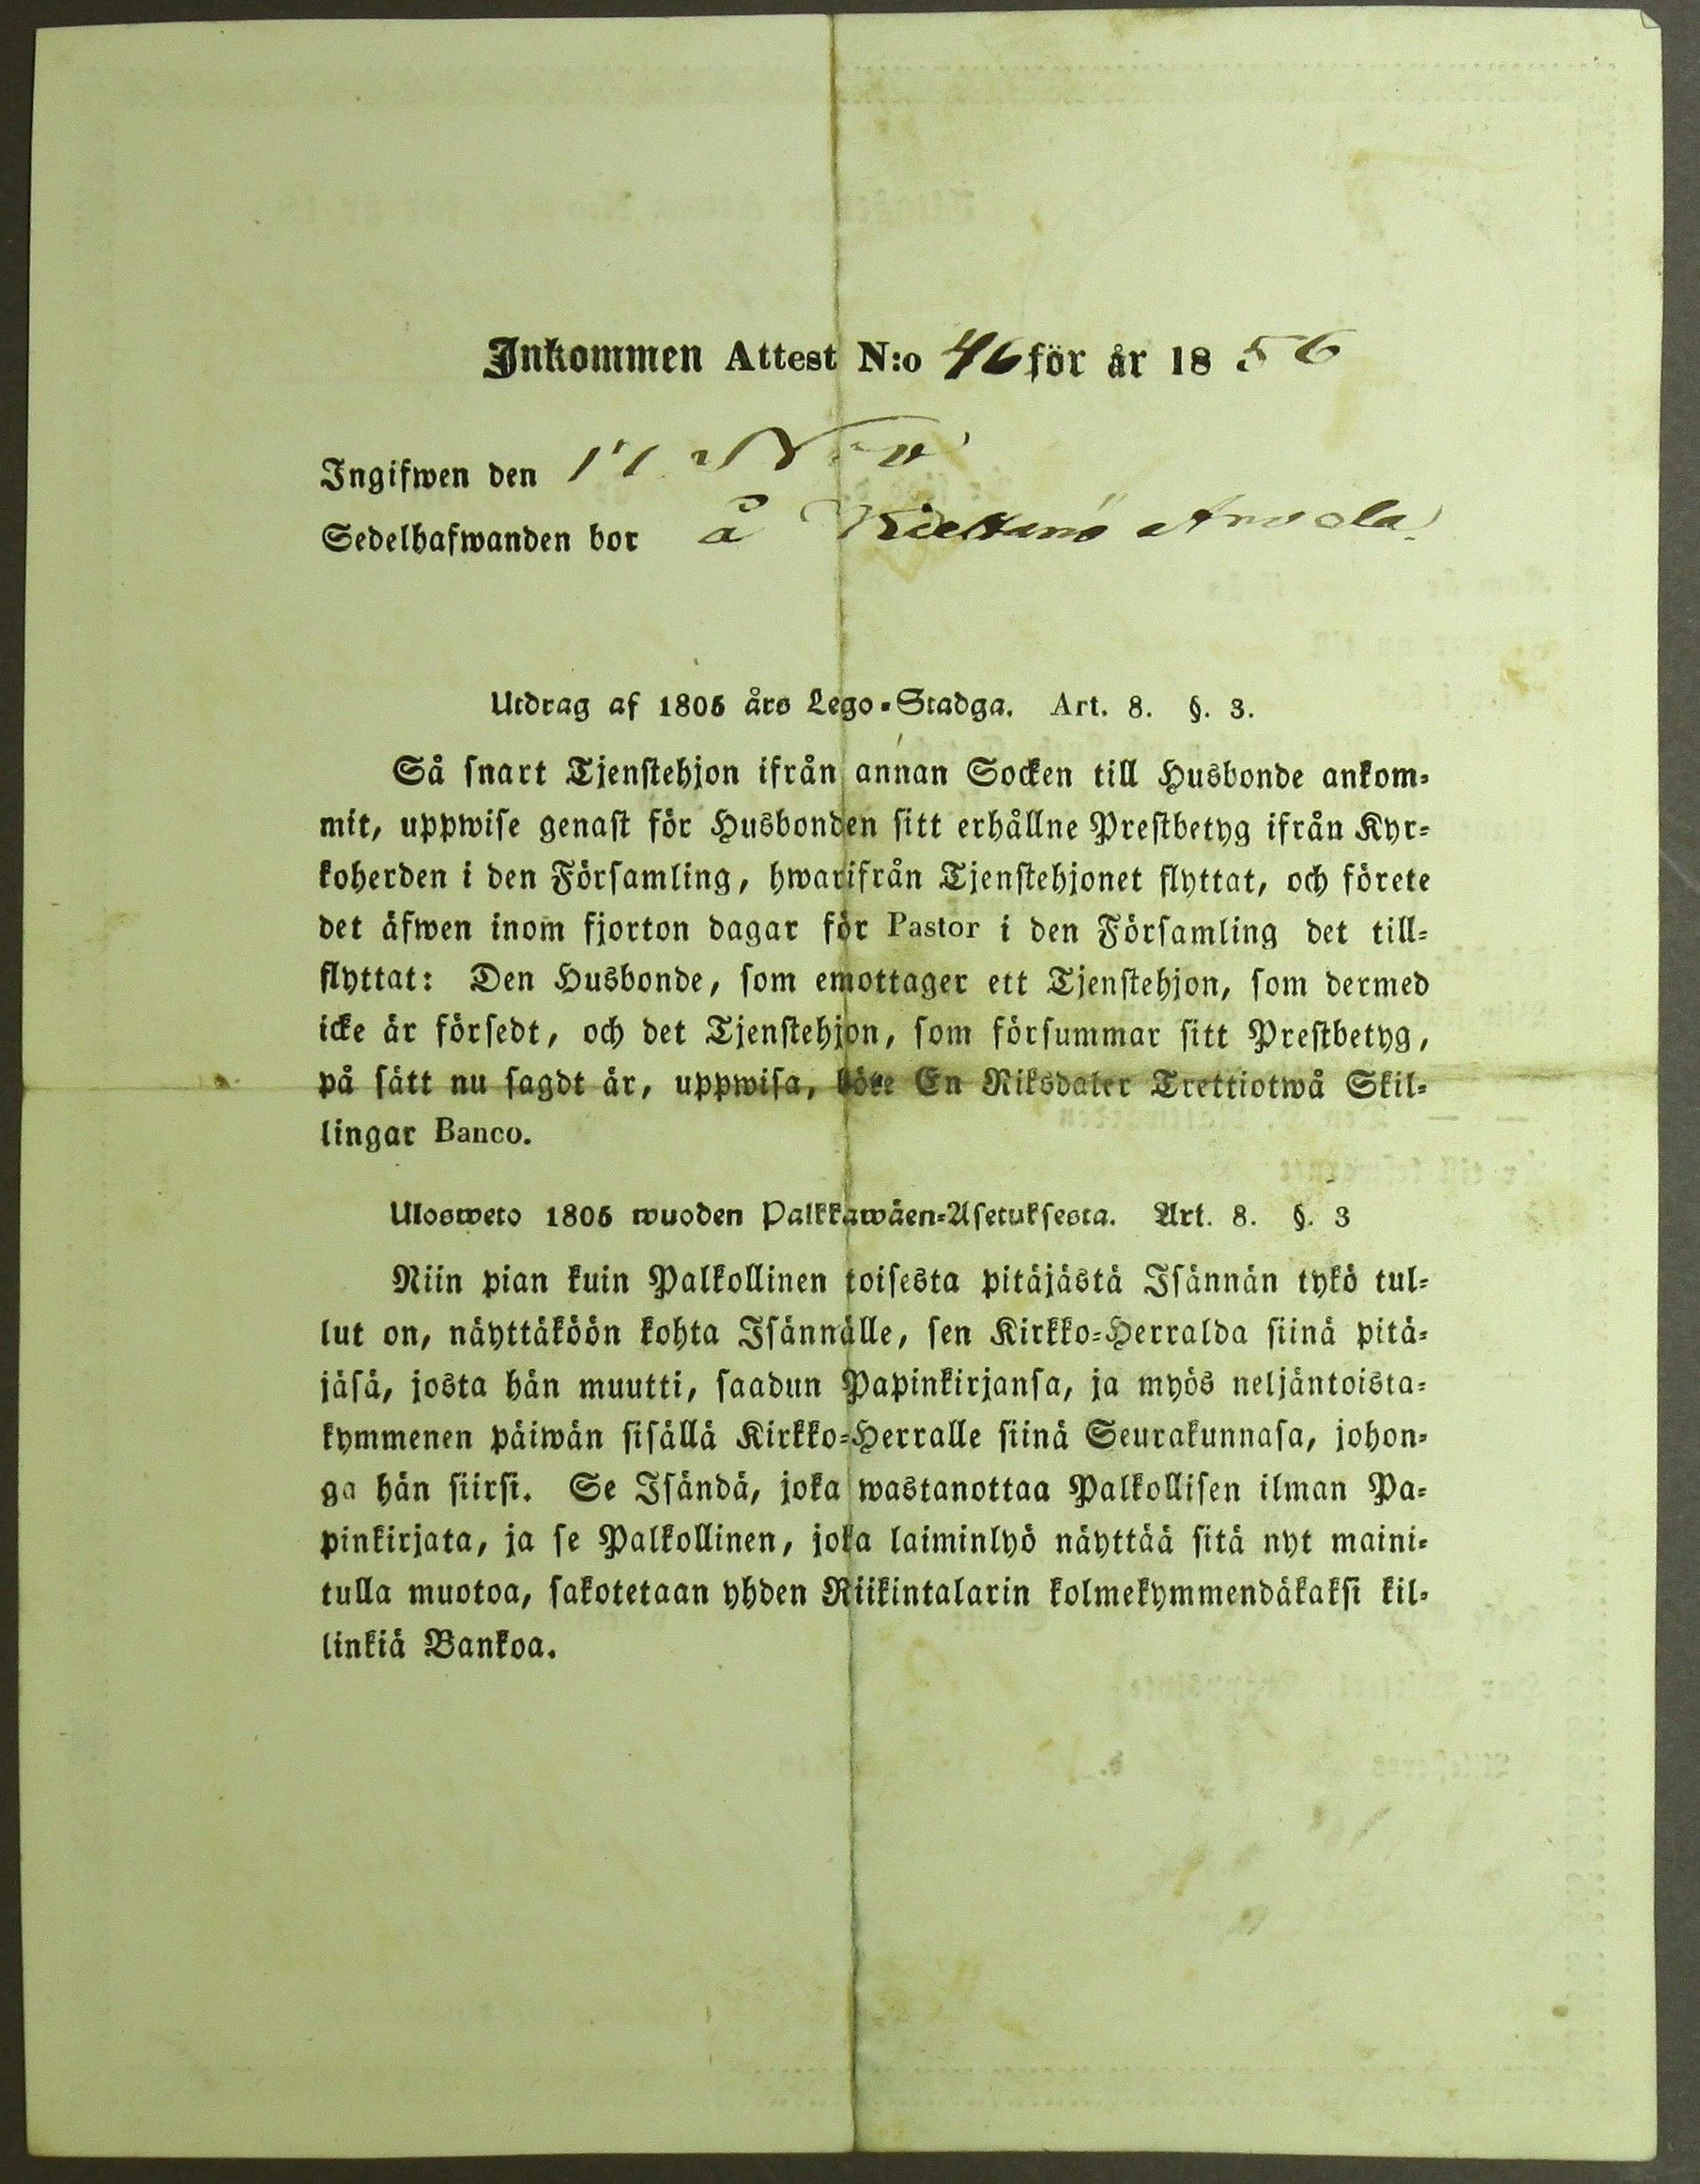 Inkommen Attest N:o 46 för år 1856
Ingifwen den 17 Nov
Sedelhafwanden bor å Arvola
Utdrag af 1805 års Lego-Stadga. Art. 8. §. 3.
Så snart Tjenstehjon ifrån annan Socken till Husbonde ankom-
mit, uppwise genast för Husbonden sitt erhållne Prestbetyg ifrån Kyr-
koherden i den Församling, hwarifrån Tjenstehjonet flyttat, och förete
det äfwen inom fjorton dagar för Pastor i den Församling det till-
flyttat: Den Husbonde, som emottager ett Tjenstehjon, som dermed
icke är försedt, och det Tjenstehjon, som försummar sitt Prestbetyg,
på sätt nu sagdt är, uppwisa, böte En Riksdaler Trettiotwå Skil-
lingar Banco.
Ulosweto 1805 wuoden Palkkawäen-Asetuksesta. Art. 8. §. 3
Niin pian kuin Palkollinen toisesta pitäjästä Isännän tykö tul-
lut on, näyttäköön kohta Isännälle, sen Kirkko-Herralda siinä pitä-
jäsä, josta hän muutti, saadun Papinkirjansa, ja myös neljäntoista-
kymmenen päiwän sisällä Kirkko-Herralle siinä Seurakunnasa, johon-
ga hän siirsi. Se Isändä, joka wastanottaa Palkollisen ilman Pa-
pinkirjata, ja se Palkollinen, joka laiminlyö näyttää sitä nyt maini-
tulla muotoa, sakotetaan yhden Riikintalarin kolmekymmendäkaksi kil-
linkiä Bankoa.